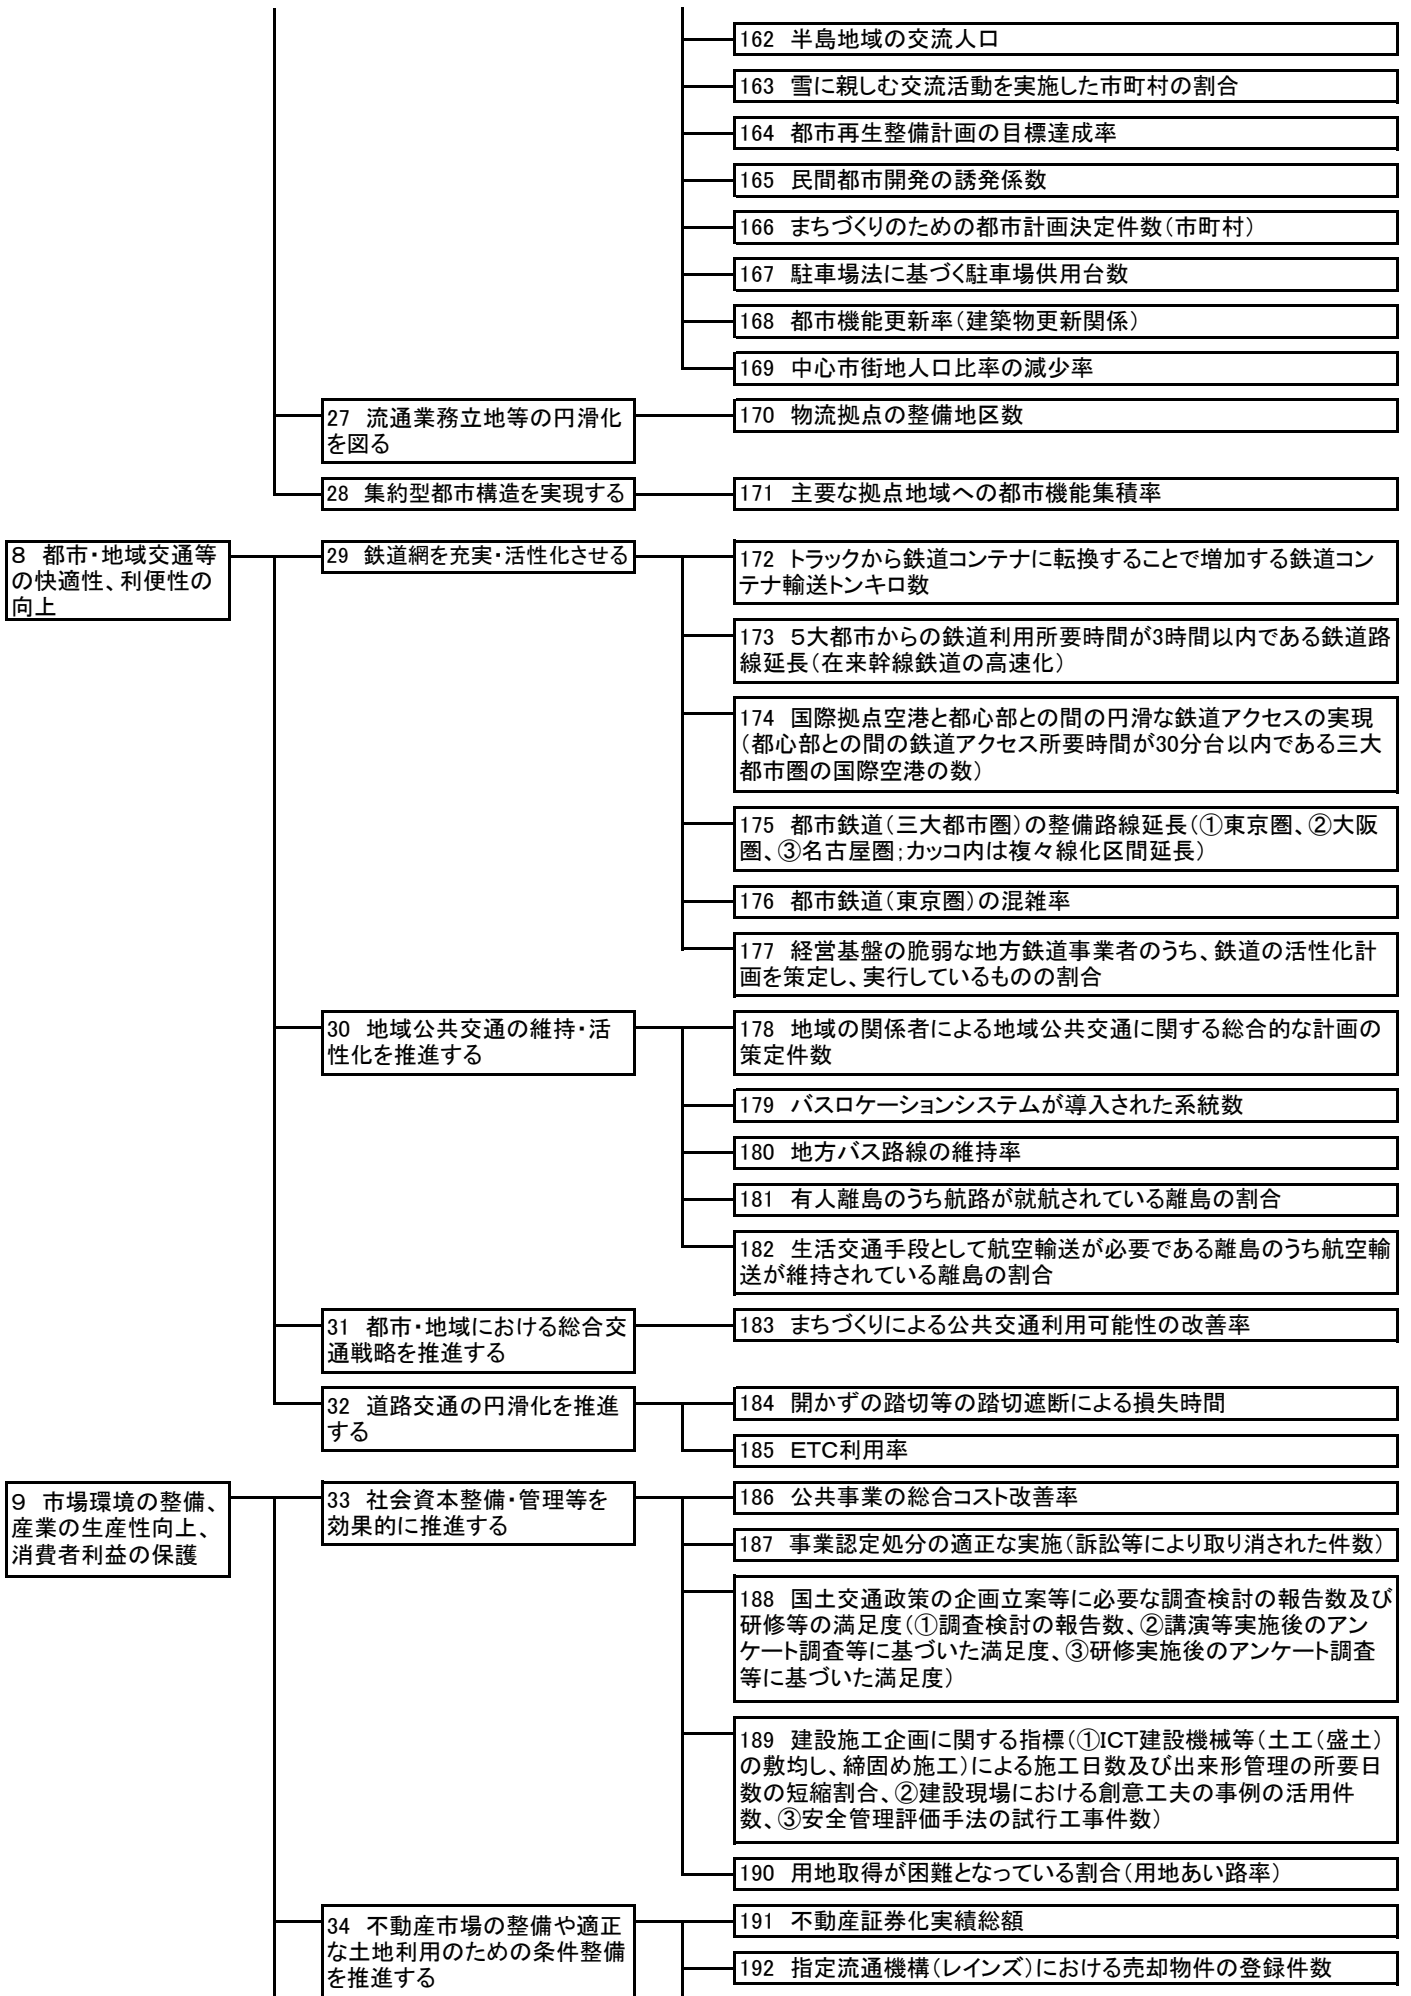 162 半島地域の交流人口
163 雪に親しむ交流活動を実施した市町村の割合
164 都市再生整備計画の目標達成率
165 民間都市開発の誘発係数
166 まちづくりのための都市計画決定件数(市町村)
167 駐車場法に基づく駐車場供用台数
168 都市機能更新率(建築物更新関係)
169 中心市街地人口比率の減少率
27 流通業務立地等の円滑化
を図る
170 物流拠点の整備地区数
28 集約型都市構造を実現する
171 主要な拠点地域への都市機能集積率
8 都市・地域交通等
の快適性、利便性の
向上
29 鉄道網を充実・活性化させる
172 トラックから鉄道コンテナに転換することで増加する鉄道コン
テナ輸送トンキロ数
173 5大都市からの鉄道利用所要時間が3時間以内である鉄道路
線延長(在来幹線鉄道の高速化)
174 国際拠点空港と都心部との間の円滑な鉄道アクセスの実現
(都心部との間の鉄道アクセス所要時間が30分台以内である三大
都市圏の国際空港の数)
175 都市鉄道(三大都市圏)の整備路線延長(①東京圏、②大阪
圏、③名古屋圏;カッコ内は複々線化区間延長)
176 都市鉄道(東京圏)の混雑率
177 経営基盤の脆弱な地方鉄道事業者のうち、鉄道の活性化計
画を策定し、実行しているものの割合
30 地域公共交通の維持・活
性化を推進する
178 地域の関係者による地域公共交通に関する総合的な計画の
策定件数
179 バスロケーションシステムが導入された系統数
180 地方バス路線の維持率
181 有人離島のうち航路が就航されている離島の割合
182 生活交通手段として航空輸送が必要である離島のうち航空輸
送が維持されている離島の割合
31 都市・地域における総合交
通戦略を推進する
183 まちづくりによる公共交通利用可能性の改善率
32 道路交通の円滑化を推進
する
184 開かずの踏切等の踏切遮断による損失時間
185 ETC利用率
9 市場環境の整備、
産業の生産性向上、
消費者利益の保護
33 社会資本整備・管理等を
効果的に推進する
186 公共事業の総合コスト改善率
187 事業認定処分の適正な実施(訴訟等により取り消された件数)
188 国土交通政策の企画立案等に必要な調査検討の報告数及び
研修等の満足度(①調査検討の報告数、②講演等実施後のアン
ケート調査等に基づいた満足度、③研修実施後のアンケート調査
等に基づいた満足度)
189 建設施工企画に関する指標(①ICT建設機械等(土工(盛土)
の敷均し、締固め施工)による施工日数及び出来形管理の所要日
数の短縮割合、②建設現場における創意工夫の事例の活用件
数、③安全管理評価手法の試行工事件数)
190 用地取得が困難となっている割合(用地あい路率)
34 不動産市場の整備や適正
な土地利用のための条件整備
を推進する
191 不動産証券化実績総額
192 指定流通機構(レインズ)における売却物件の登録件数